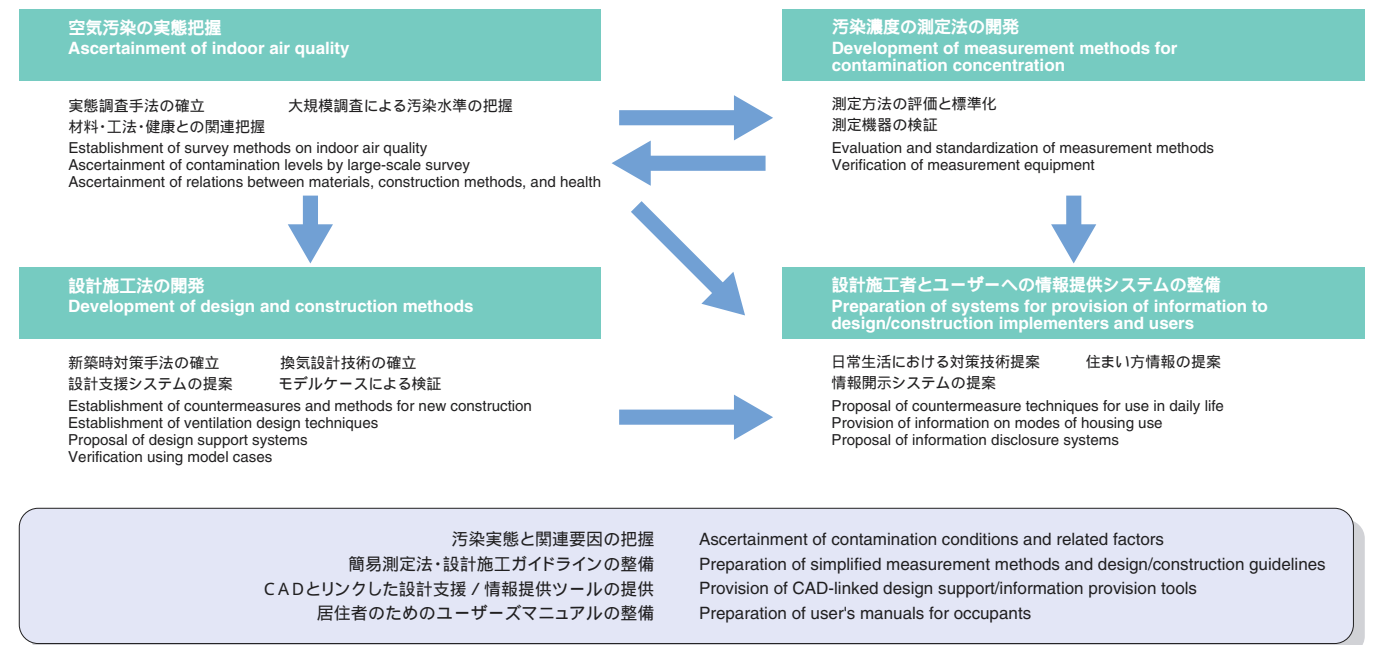 空気汚染の実態把握
Ascertainment of indoor air quality
実態調査手法の確立 大規模調査による汚染水準の把握
材料・工法・健康との関連把握
Establishment of survey methods on indoor air quality
Ascertainment of contamination levels by large-scale survey
Ascertainment of relations between materials, construction methods, and health
汚染濃度の測定法の開発
Development of measurement methods for
contamination concentration
測定方法の評価と標準化
測定機器の検証
Evaluation and standardization of measurement methods
Verification of measurement equipment
設計施工法の開発
Development of design and construction methods
新築時対策手法の確立 換気設計技術の確立
設計支援システムの提案 モデルケースによる検証
Establishment of countermeasures and methods for new construction
Establishment of ventilation design techniques
Proposal of design support systems
Verification using model cases
設計施工者とユーザーへの情報提供システムの整備
Preparation of systems for provision of information to
design/construction implementers and users
日常生活における対策技術提案 住まい方情報の提案
情報開示システムの提案
Proposal of countermeasure techniques for use in daily life
Provision of information on modes of housing use
Proposal of information disclosure systems
汚染実態と関連要因の把握 Ascertainment of contamination conditions and related factors
簡易測定法・設計施工ガイドラインの整備 Preparation of simplified measurement methods and design/construction guidelines
CADとリンクした設計支援/情報提供ツールの提供 Provision of CAD-linked design support/information provision tools
居住者のためのユーザーズマニュアルの整備 Preparation of user's manuals for occupants